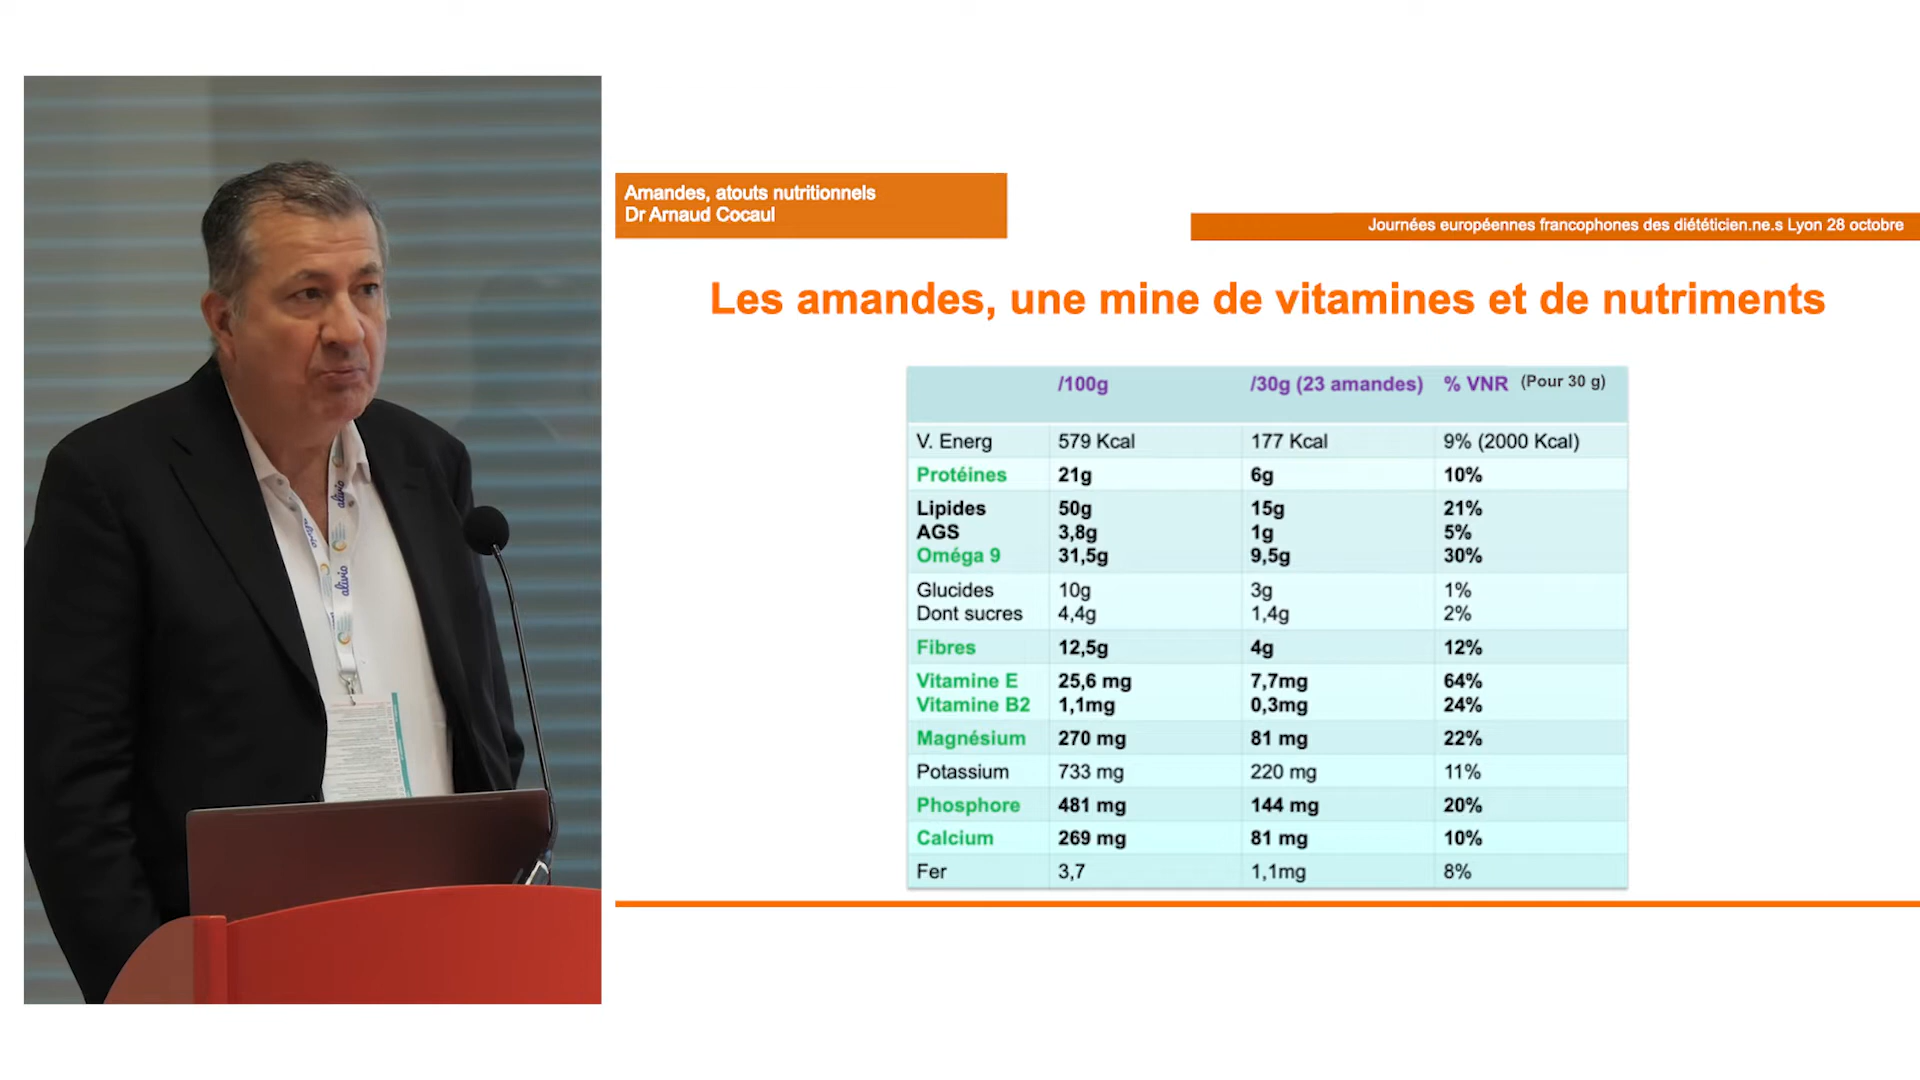 Amandes, atouts nutritionnels
Dr Arnaud Cocaul
Journées européennes francophones des diététicien.ne.s Lyon 28 octobre
Les amandes, une mine de vitamines et de nutriments
/100g /30g (23 amandes) % VNR (Pour 30 g)
V. Energ 579 Kcal 177 Kcal 9% (2000 Kcal)
Protéines 21g 6g 10%
Lipides 50g 15g 21%
AGS 3,8g 1g 5%
Oméga 9 31,5g 9,5g 30%
Glucides 10g 3g 1%
Dont sucres 4,4g 1,4g 2%
Fibres 12,5g 4g 12%
Vitamine E 25,6 mg 7,7mg 64%
Vitamine B2 1,1mg 0,3mg 24%
Magnésium 270 mg 81 mg 22%
Potassium 733 mg 220 mg 11%
Phosphore 481 mg 144 mg 20%
Calcium 269 mg 81 mg 10%
Fer 3,7 1,1mg 8%
alivio
alivio
alivio